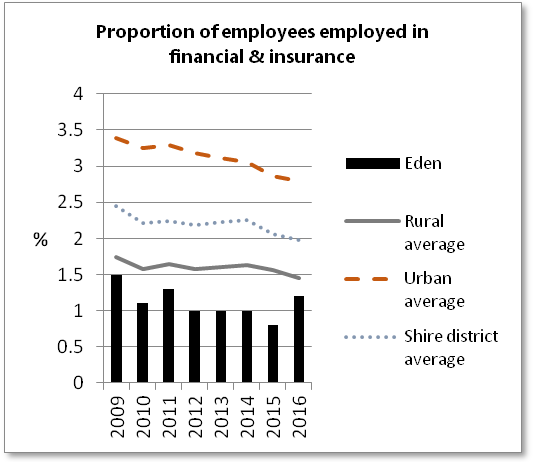 Proportion of employees employed in
financial & insurance
4
3.5
3
2.5
2
1.5
1
0.5
0
%
2009
2010
2011
2012
2013
2014
2015
2016
Eden
Rural
average
Urban
average
Shire district
average